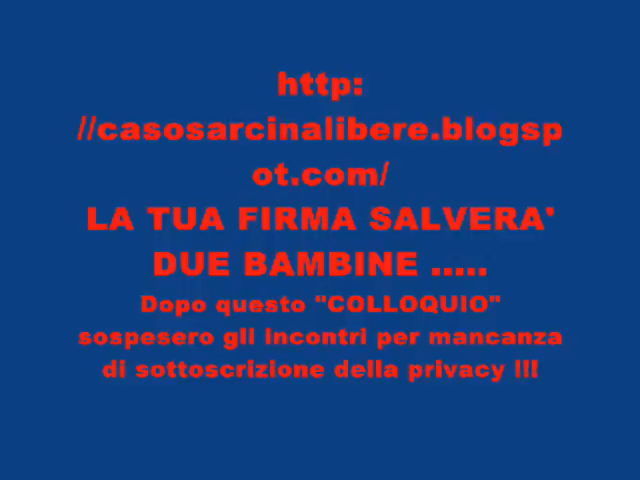 http:
//casosarcinalibere.blogsp
ot.com/
LA TUA FIRMA SALVERA'
DUE BAMBINE .....
Dopo questo "COLLOQUIO"
sospesero gli incontri per mancanza
di sottoscrizione della privacy !!!